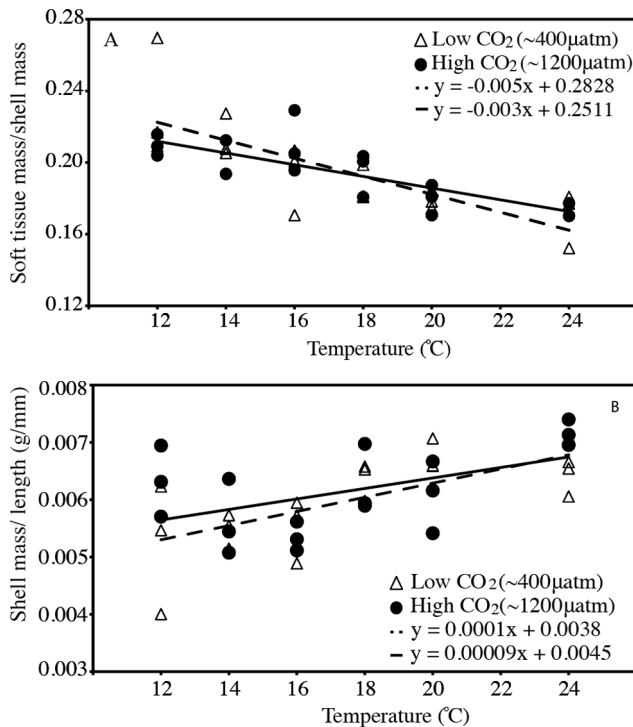 A
Low CO2 (~400µatm)
High CO2 (~1200µatm)
y = -0.005x + 0.2828
y = -0.003x + 0.2511
Soft tissue mass/shell mass
0.28
0.24
0.20
0.16
0.12
12 14 16 18 20 22 24
Temperature (℃)
B
Shell mass/ length (g/mm)
0.008
0.007
0.006
0.005
0.004
0.003
Low CO2 (~400µatm)
High CO2 (~1200µatm)
y = 0.0001x + 0.0038
y = 0.00009x + 0.0045
12 14 16 18 20 22 24
Temperature (℃)